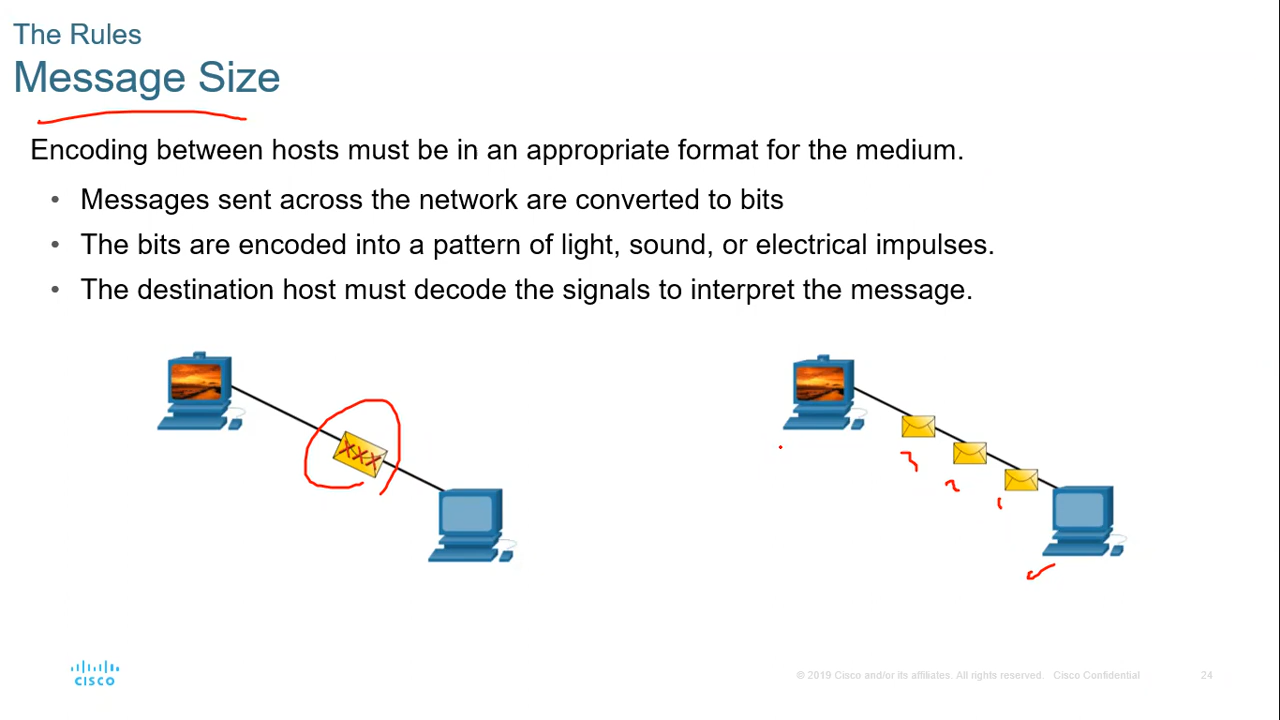 The Rules
Message Size
Encoding between hosts must be in an appropriate format for the medium.
• Messages sent across the network are converted to bits
• The bits are encoded into a pattern of light, sound, or electrical impulses.
• The destination host must decode the signals to interpret the message.
XXX
3
2
1
CISCO
© 2019 Cisco and/or its affiliates. All rights reserved. Cisco Confidential
24